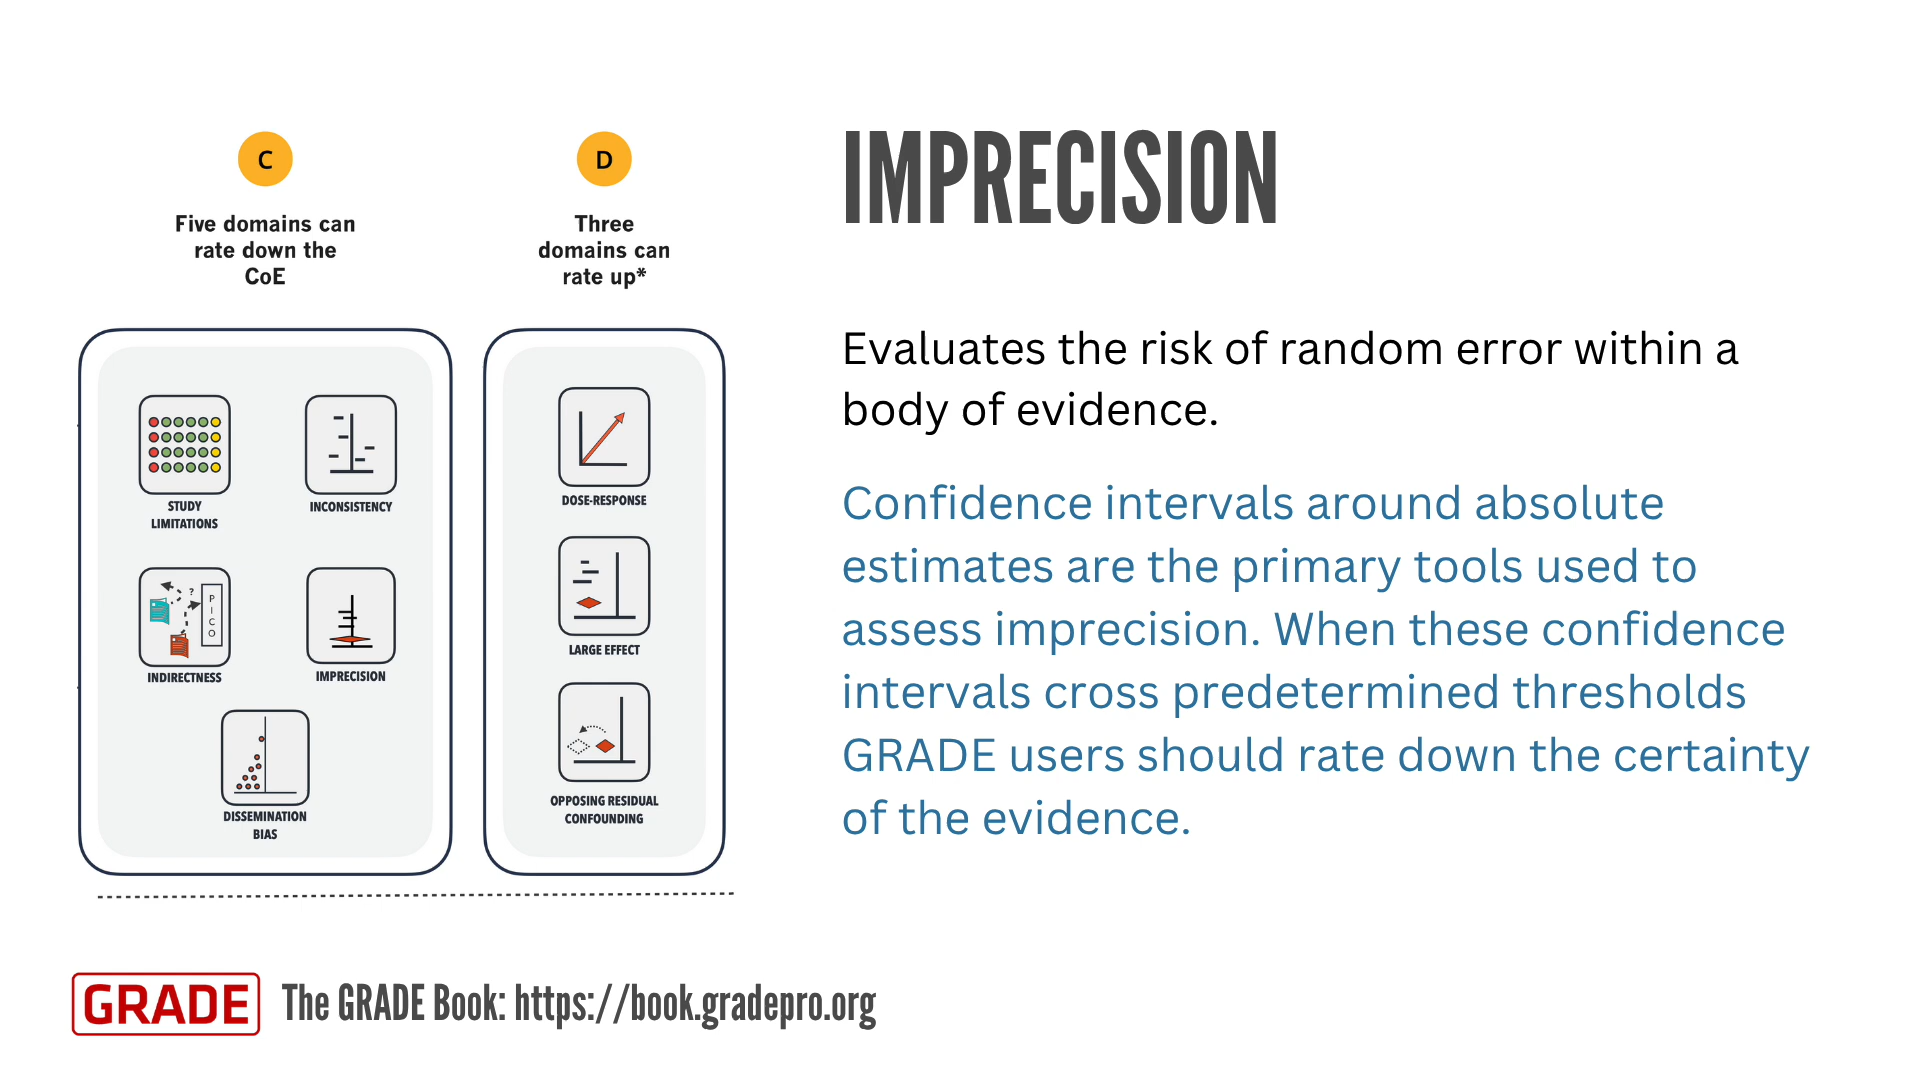 C
Five domains can
rate down the
CoE
D
Three
domains can
rate up*
STUDY
LIMITATIONS
INCONSISTENCY
?
P
I
C
O
INDIRECTNESS
IMPRECISION
DISSEMINATION
BIAS
DOSE-RESPONSE
LARGE EFFECT
OPPOSING RESIDUAL
CONFOUNDING
IMPRECISION
Evaluates the risk of random error within a
body of evidence.
Confidence intervals around absolute
estimates are the primary tools used to
assess imprecision. When these confidence
intervals cross predetermined thresholds
GRADE users should rate down the certainty
of the evidence.
GRADE
The GRADE Book: https://book.gradepro.org